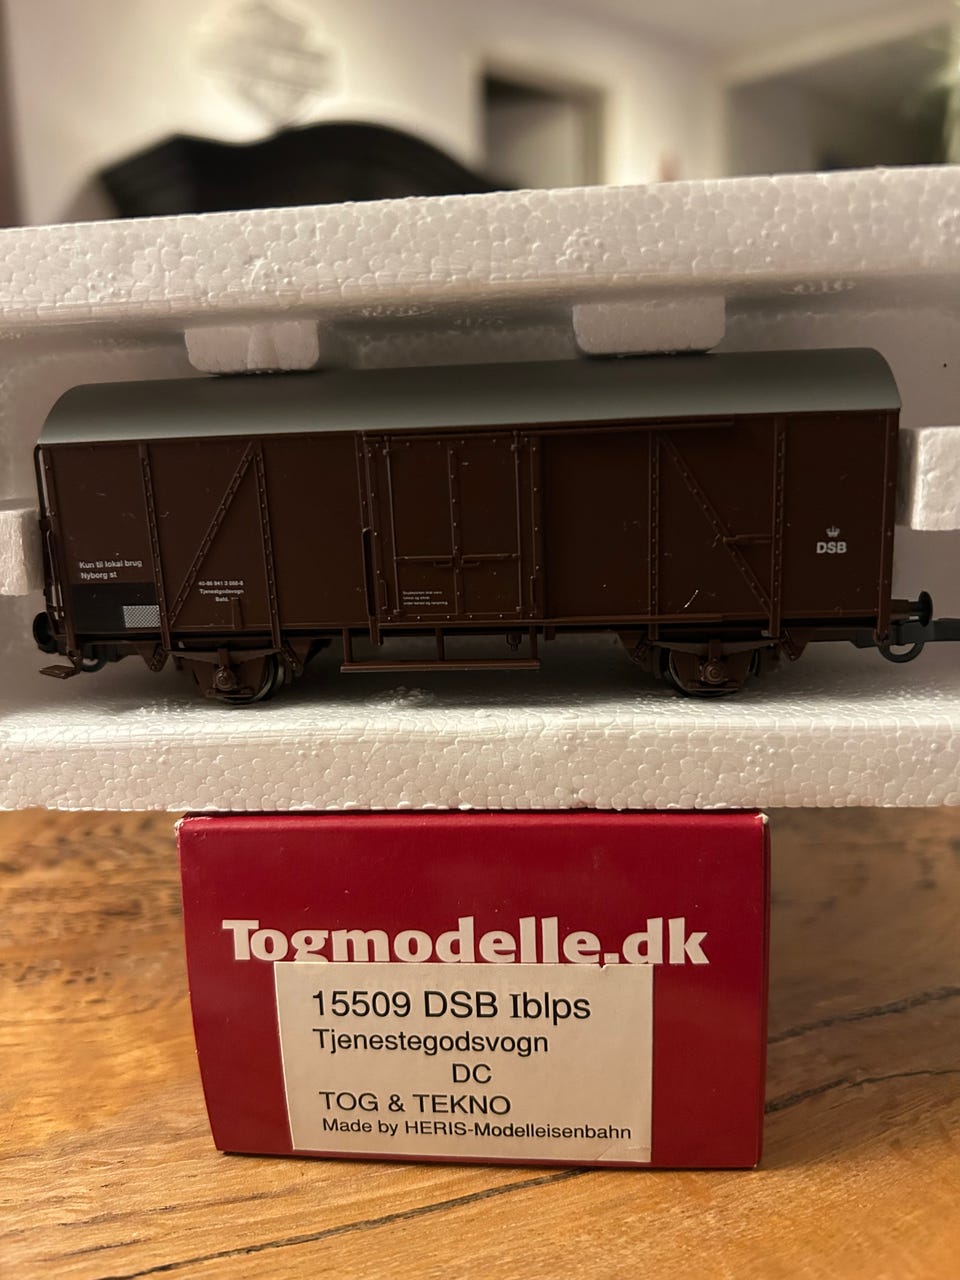 Kun til lokal brug
Nyborg st
Tjenestegodsvogn
DSB
Togmodelle.dk
15509 DSB Iblps
Tjenestegodsvogn
DC
TOG & TEKNO
Made by HERIS-Modelleisenbahn